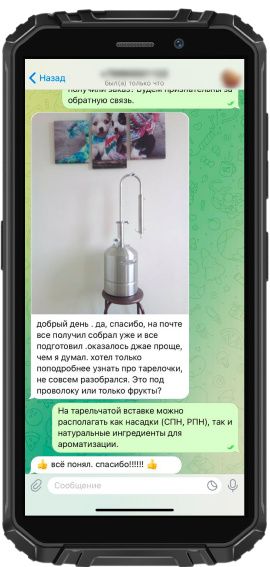 Назад
был(а) только что
получили заказ? Будем признательны за
обратную связь.
добрый день . да, спасибо, на почте
все получил собрал уже и все
подготовил .оказалось джае проще,
чем я думал. хотел только
поподробнее узнать про тарелочки,
не совсем разобрался. Это под
проволоку или только фрукты?
На тарельчатой вставке можно
располагать как насадки (СПН, РПН), так и
натуральные ингредиенты для
ароматизации.
👍 всё понял. спасибо!!!!!! 👍
Сообщение